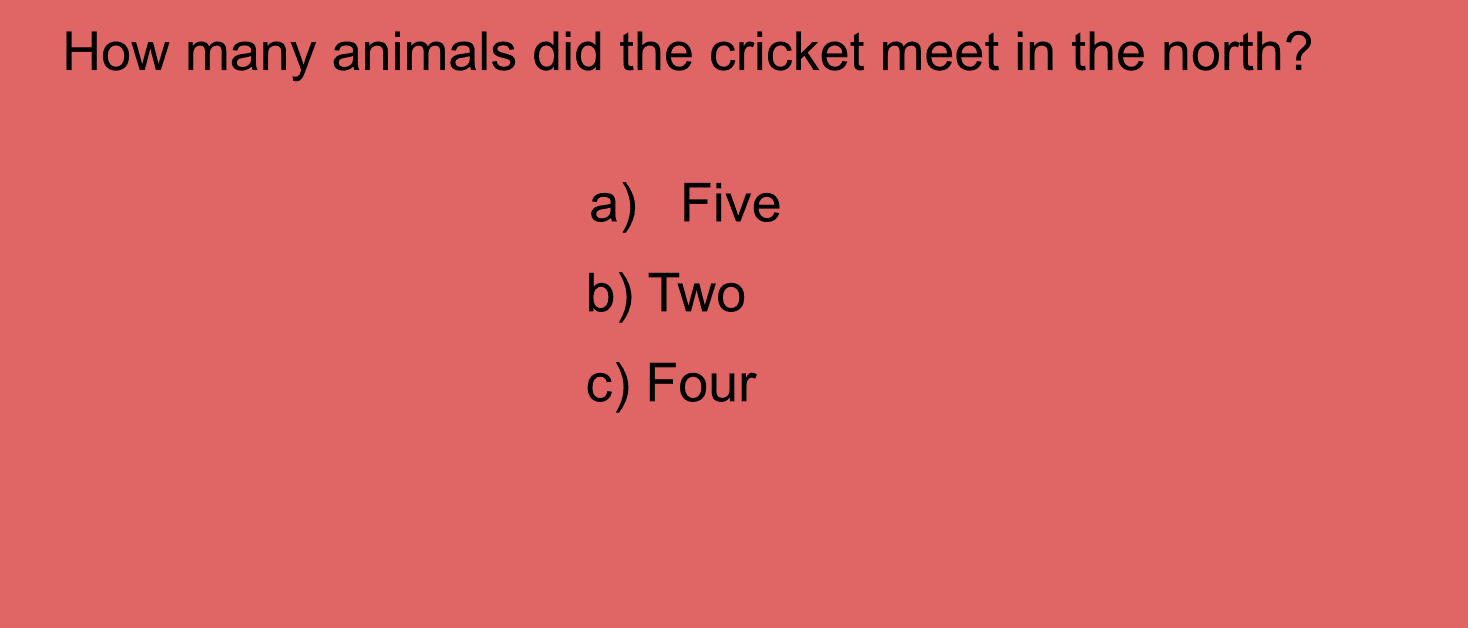 How many animals did the cricket meet in the north?
a) Five
b) Two
c) Four